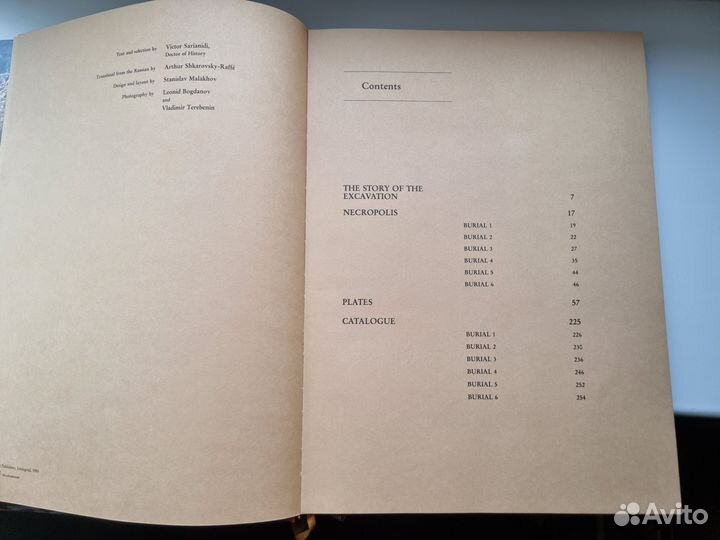 Text and selection by Victor Sarianidi,
Doctor of History
Translated from the Russian by Arthur Shkarovsky-Raffé
Design and layout by Stanislav Malakhov
Photography by Leonid Bogdanov
and
Vladimir Terebenin
Publishers, Leningrad, 1985
Contents
THE STORY OF THE
EXCAVATION 7
NECROPOLIS 17
BURIAL 1 19
BURIAL 2 22
BURIAL 3 27
BURIAL 4 35
BURIAL 5 44
BURIAL 6 46
PLATES 57
CATALOGUE 225
BURIAL 1 226
BURIAL 2 230
BURIAL 3 236
BURIAL 4 246
BURIAL 5 252
BURIAL 6 254
Avito